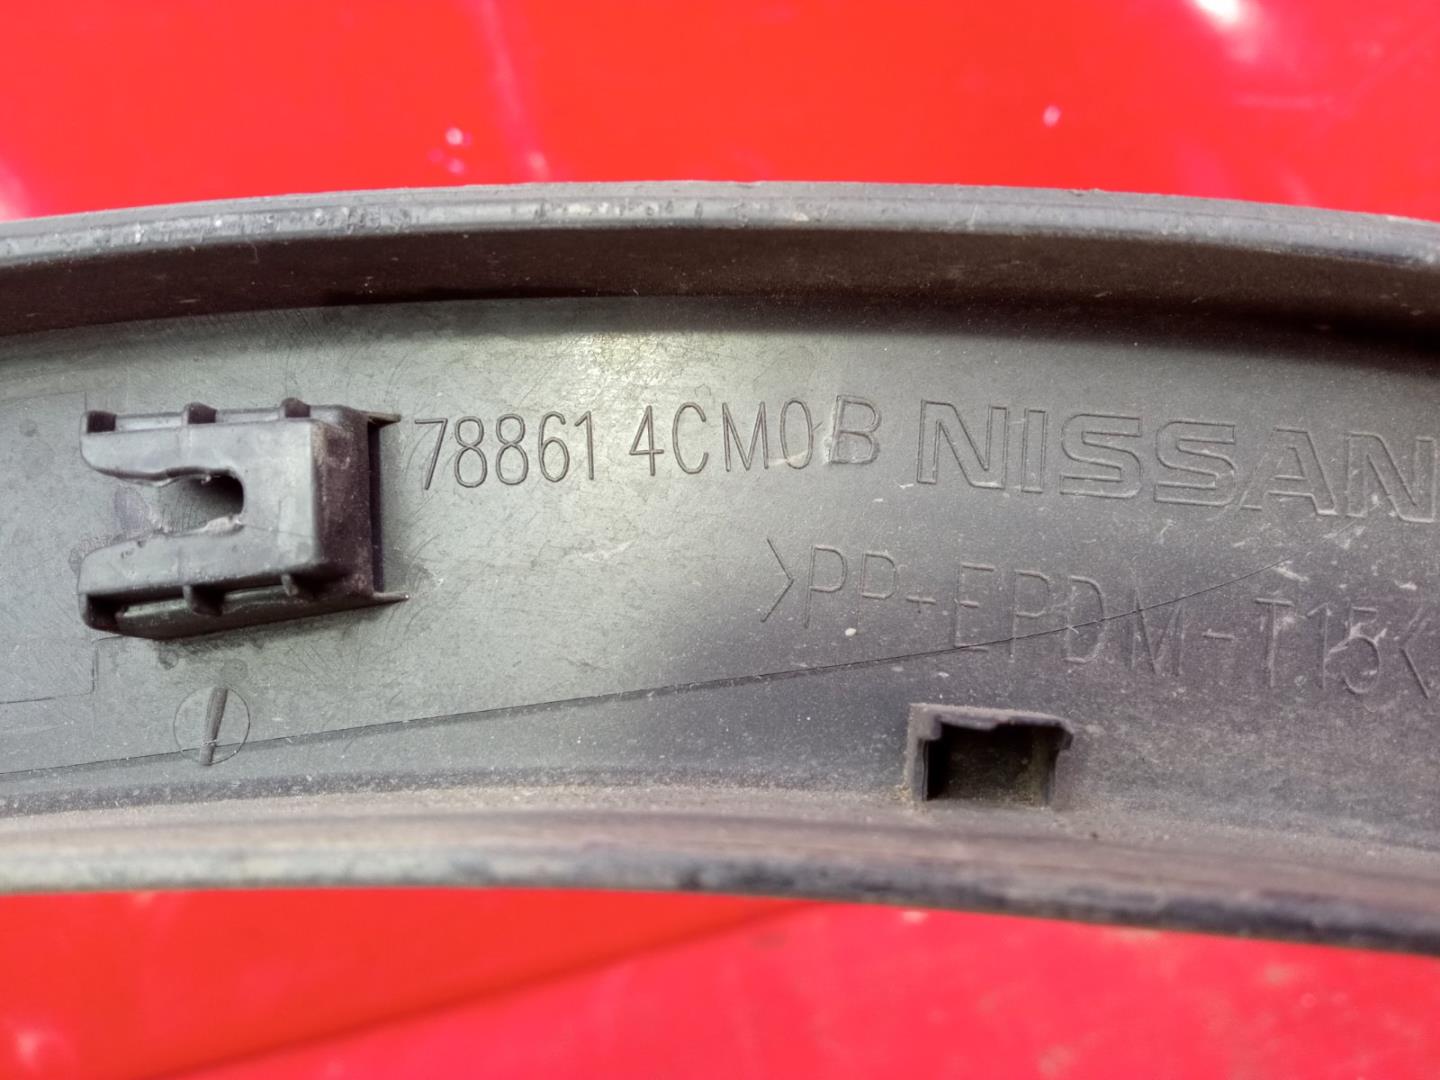 78861 4CM0B NISSAN
>PP+EPDM-T15<